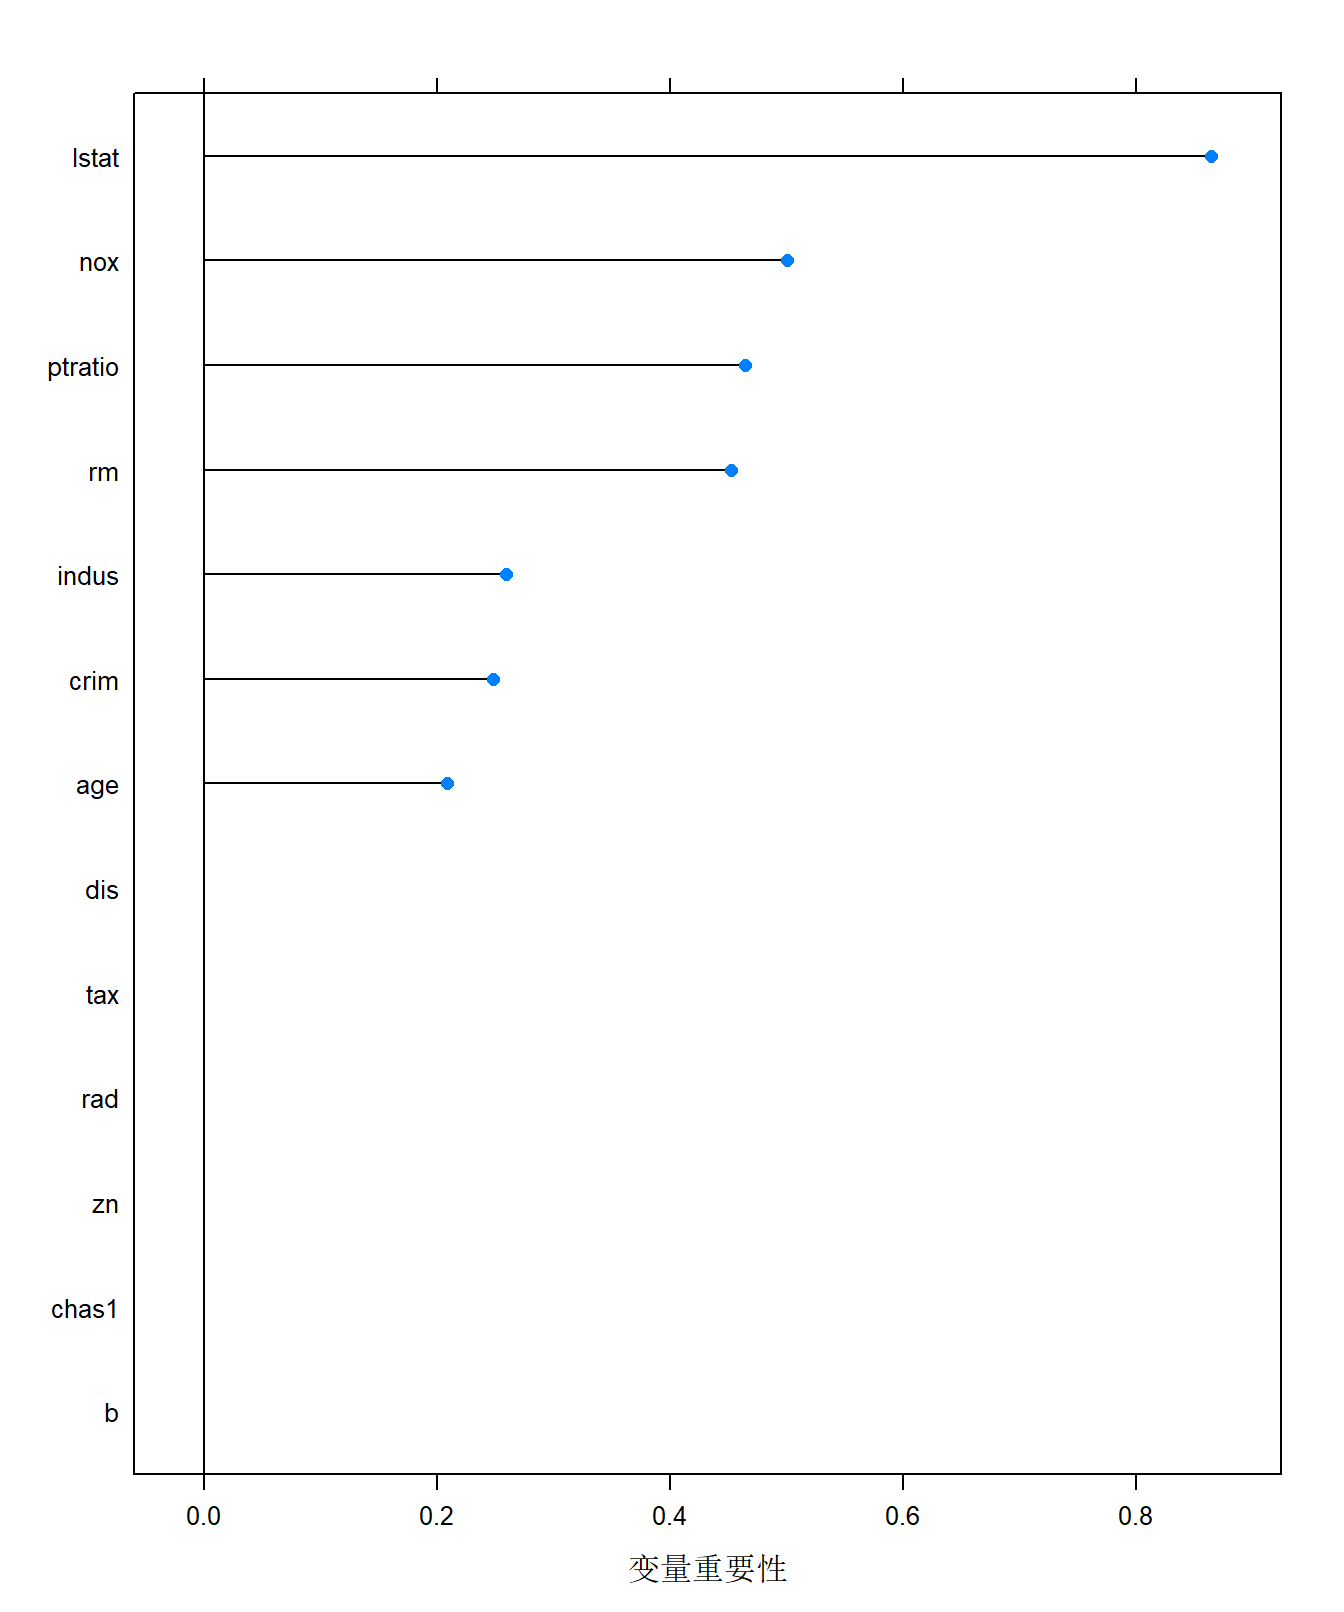 lstat
nox
ptratio
rm
indus
crim
age
dis
tax
rad
zn
chas1
b
0.0 0.2 0.4 0.6 0.8
变量重要性